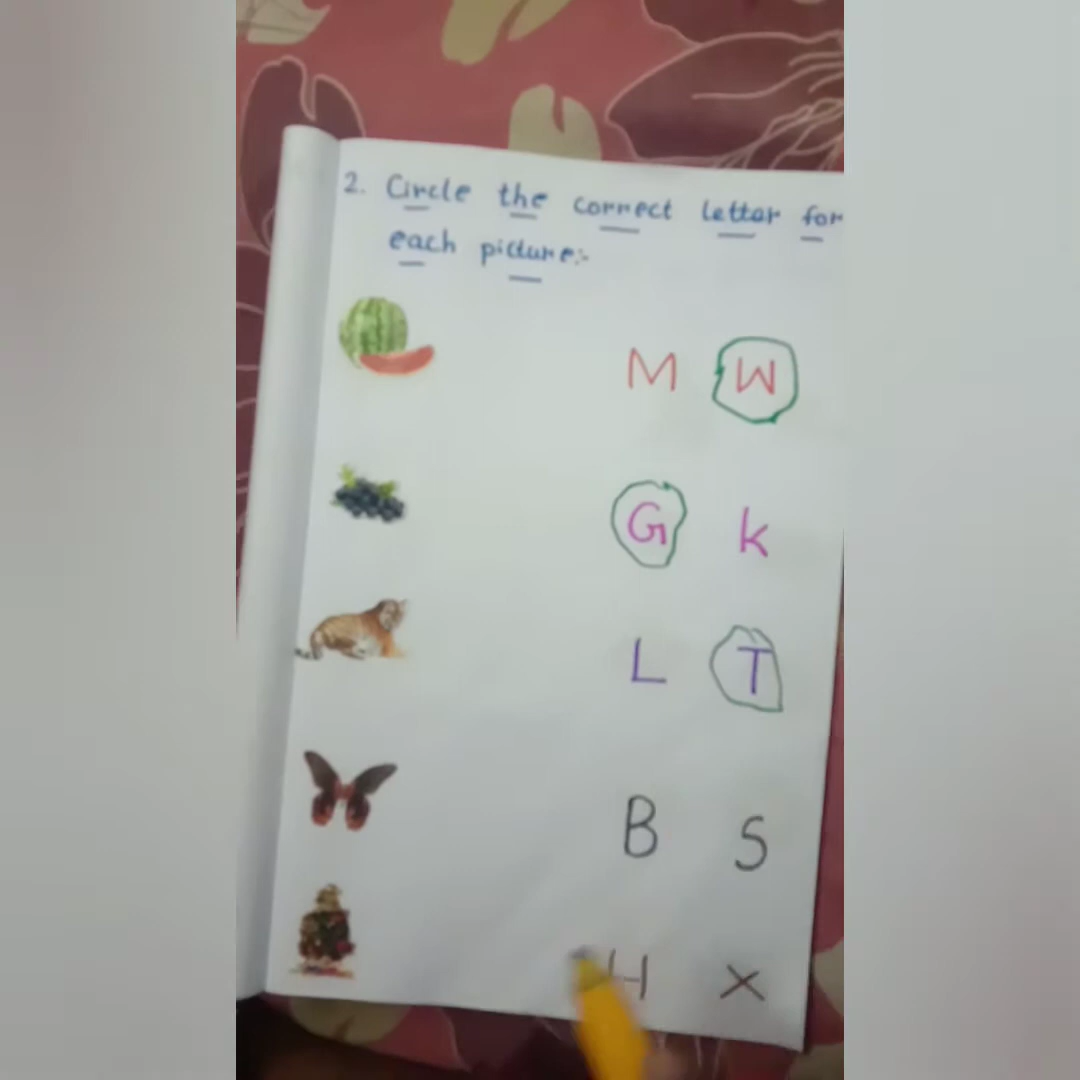 2. Circle the correct letter for
each picture:-
M W
G k
L T
B S
H X